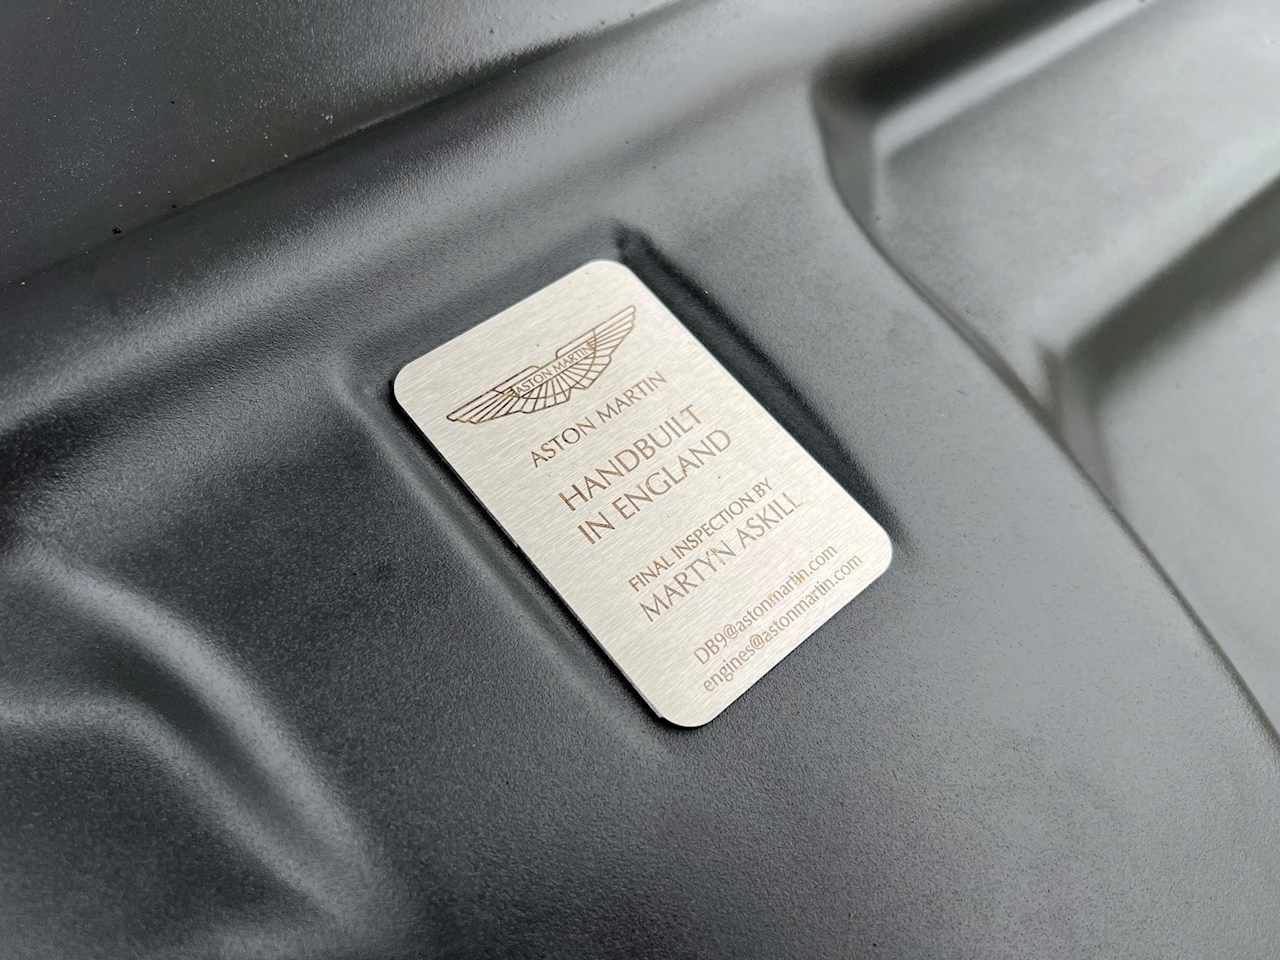 ASTON MARTIN
ASTON MARTIN
HANDBUILT
IN ENGLAND
FINAL INSPECTION BY
MARTYN ASKILL
DB9@astonmartin.com
engines@astonmartin.com